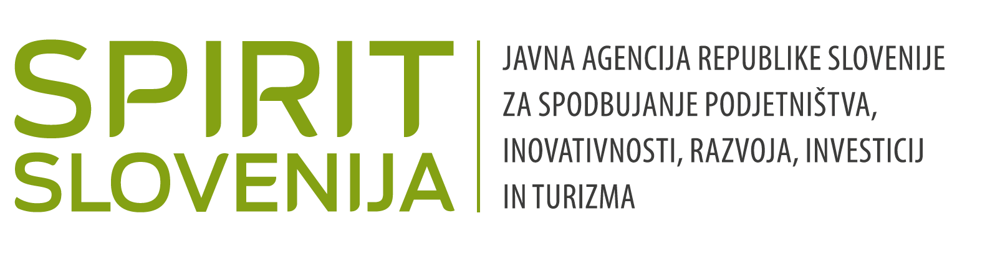 SPIRIT
SLOVENIJA
JAVNA AGENCIJA REPUBLIKE SLOVENIJE
ZA SPODBUJANJE PODJETNIŠTVA,
INOVATIVNOSTI, RAZVOJA, INVESTICIJ
IN TURIZMA